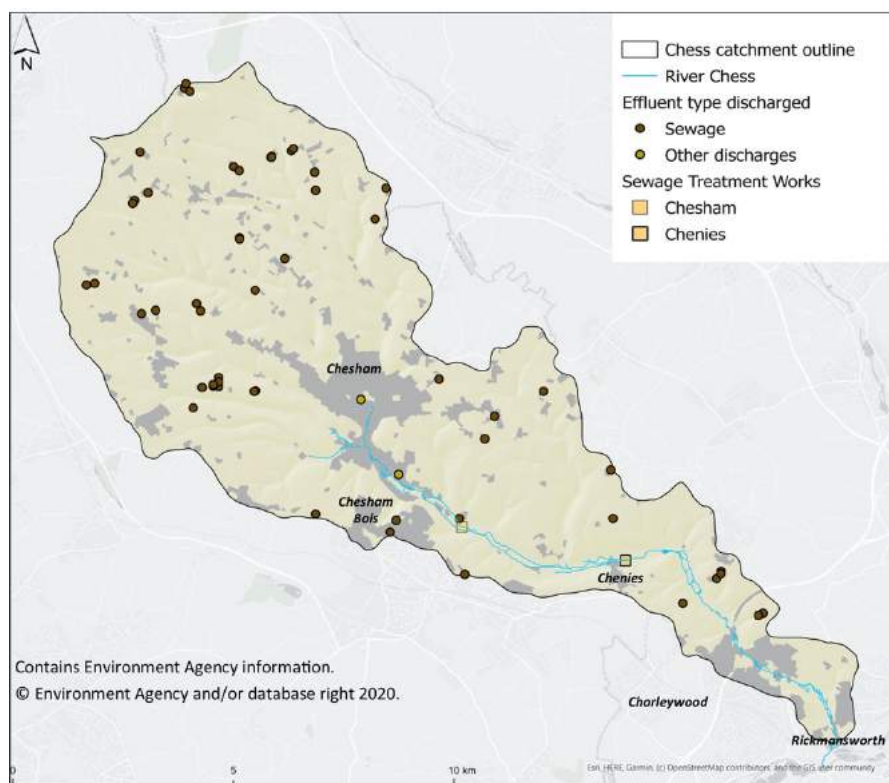 N
Chess catchment outline
River Chess
Effluent type discharged
Sewage
Other discharges
Sewage Treatment Works
Chesham
Chenies
Chesham
Chesham
Bois
Chenies
Chorleywood
Rickmansworth
Contains Environment Agency information.
© Environment Agency and/or database right 2020.
0 5 10 km
Esri, HERE, Garmin, (c) OpenStreetMap contributors, and the GIS user community